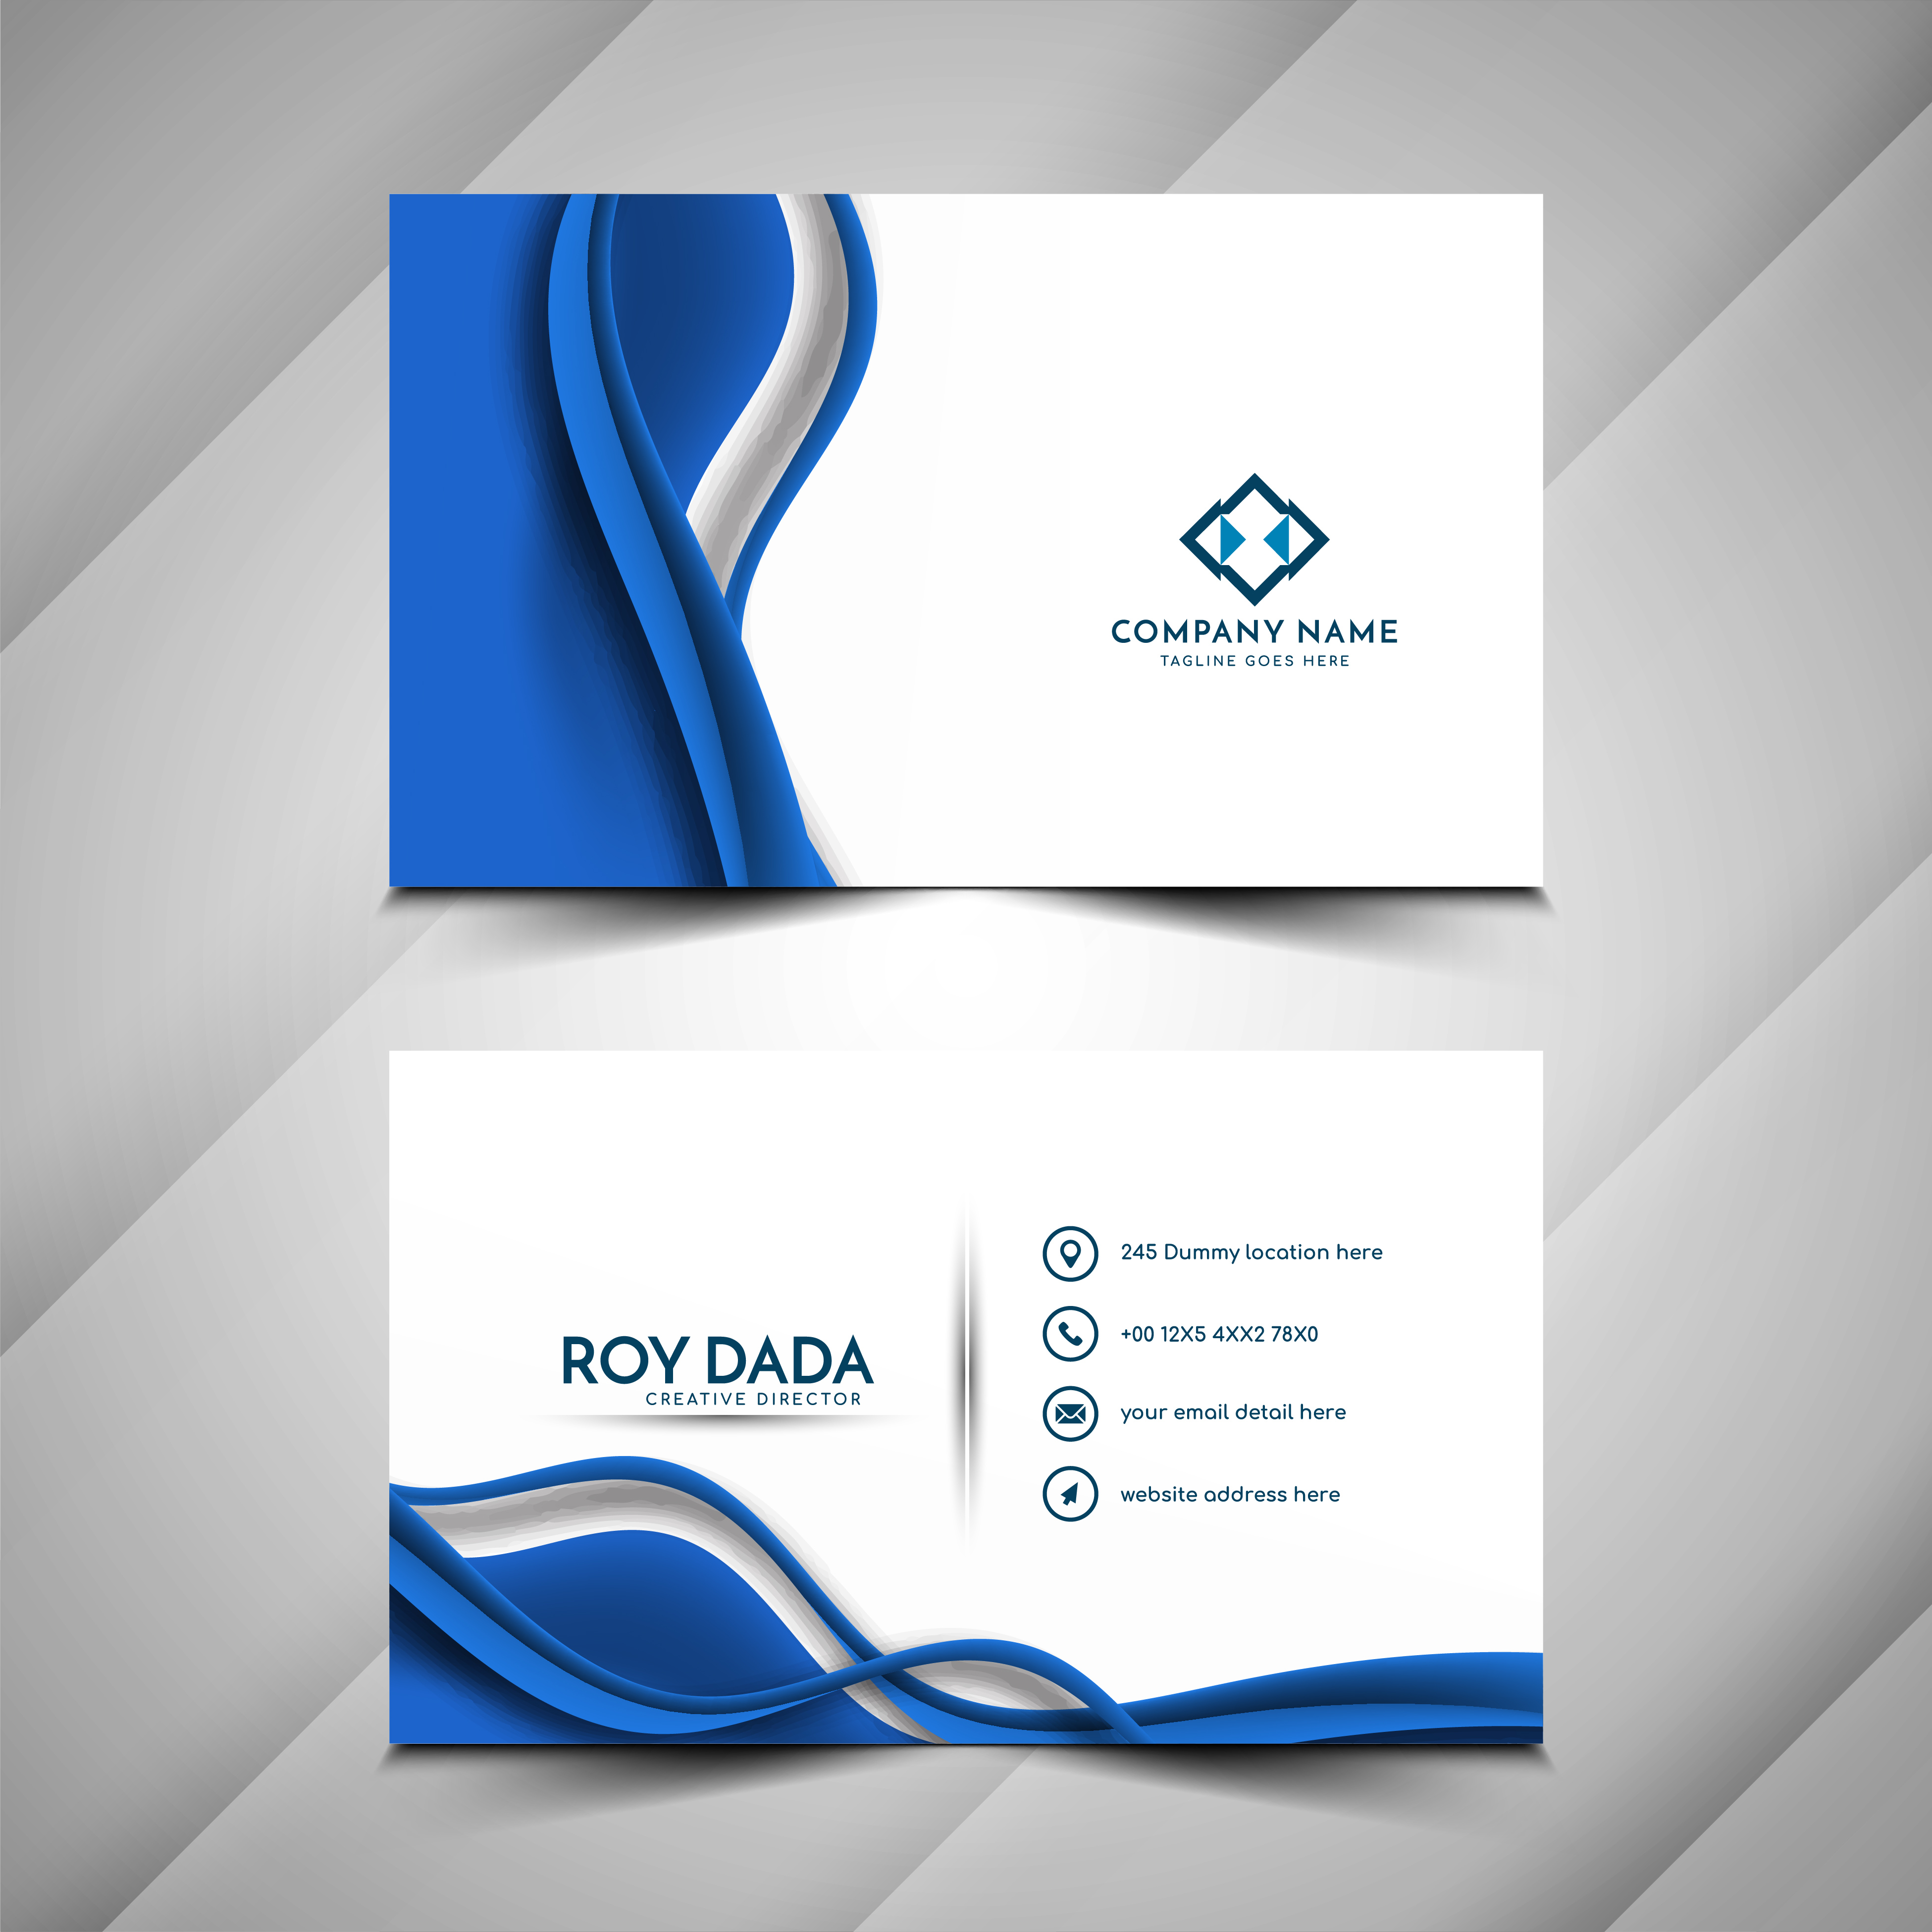 COMPANY NAME
TAGLINE GOES HERE
ROY DADA
CREATIVE DIRECTOR
245 Dummy location here
+00 12X5 4XX2 78X0
your email detail here
website address here